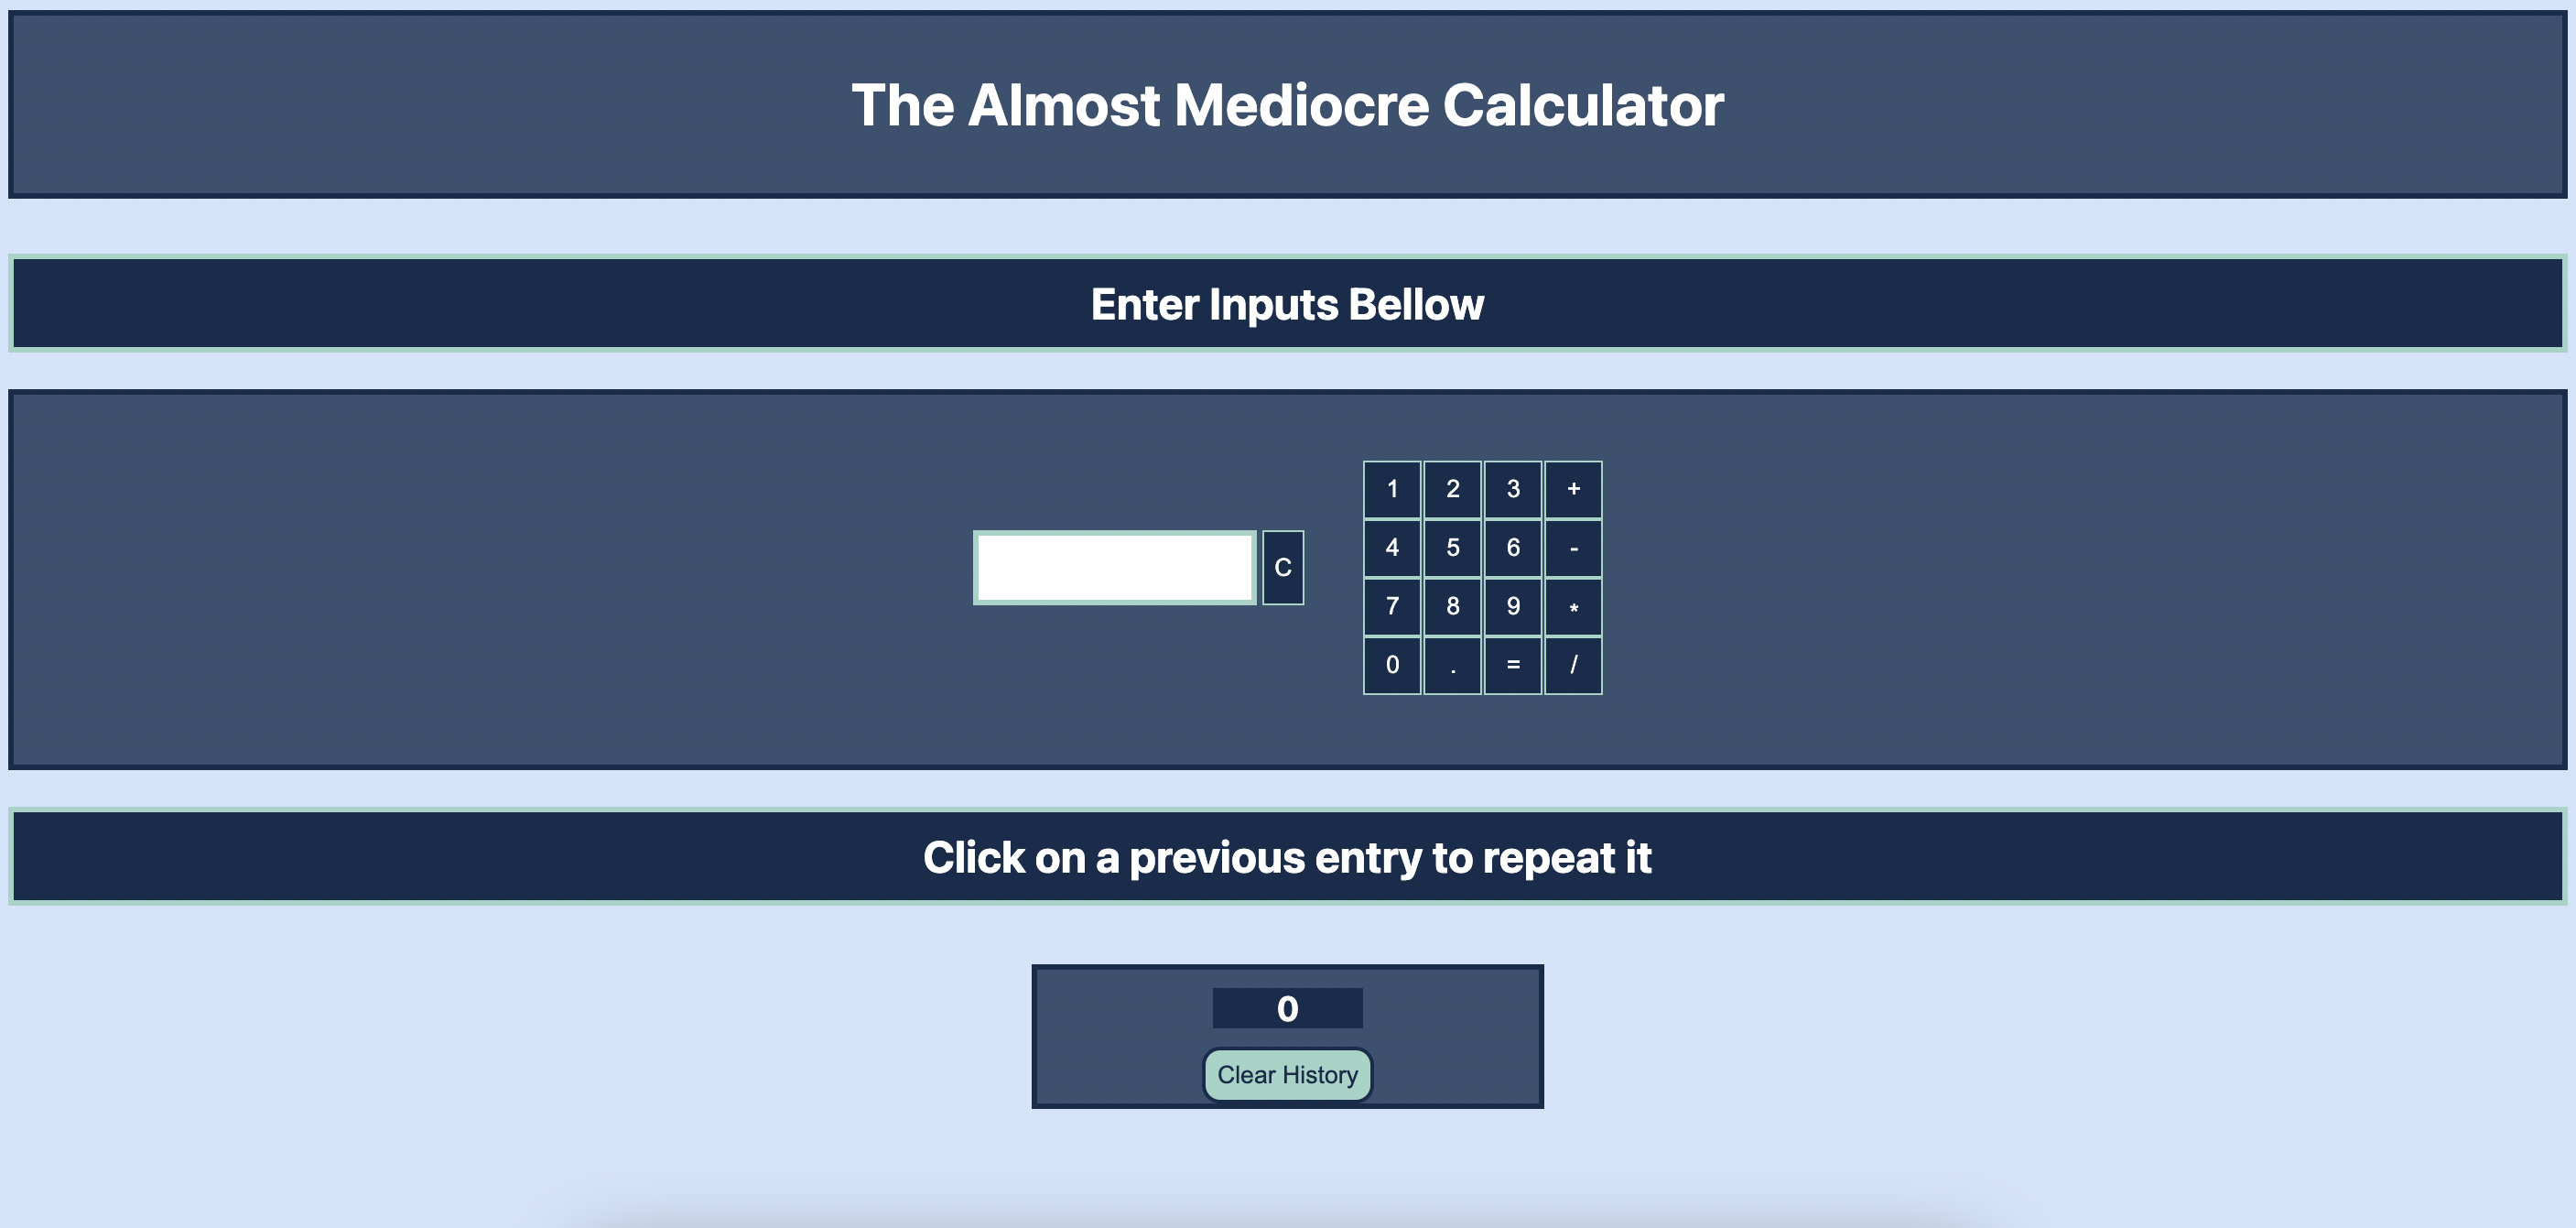 The Almost Mediocre Calculator
Enter Inputs Bellow
1 2 3 +
4 5 6 -
C
7 8 9 *
0 . = /
Click on a previous entry to repeat it
0
Clear History